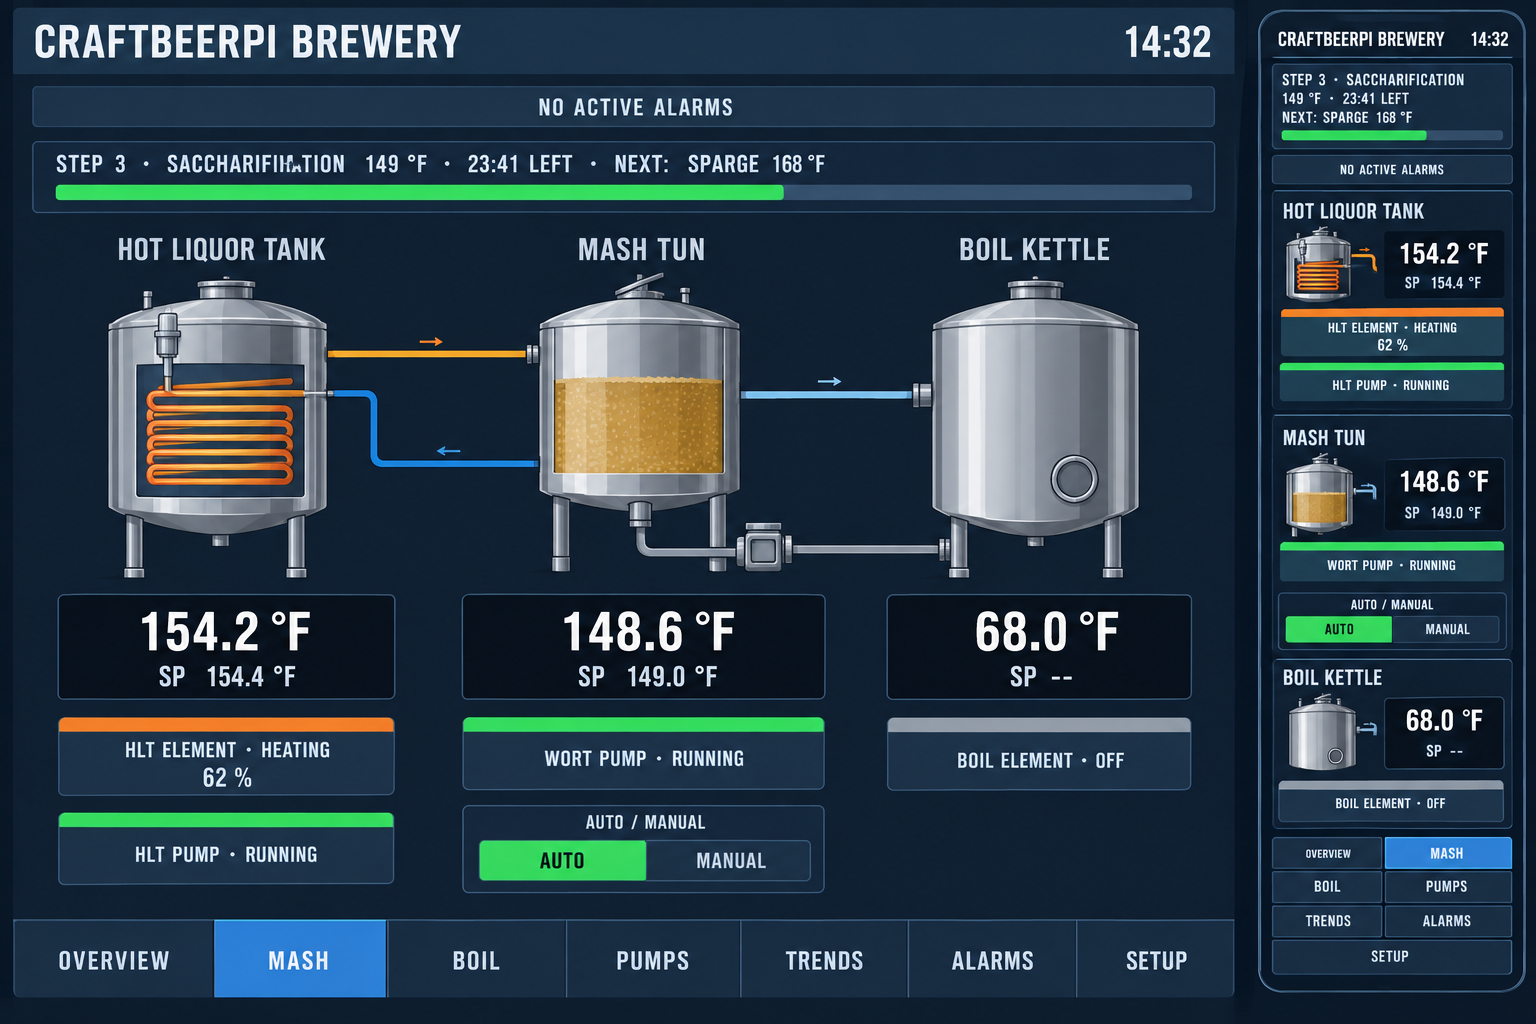 CRAFTBEERPI BREWERY 14:32
NO ACTIVE ALARMS
STEP 3 · 149 °F · 23:41 LEFT · NEXT: SPARGE 168 °F
HOT LIQUOR TANK
MASH TUN
BOIL KETTLE
154.2 °F
SP 154.4 °F
148.6 °F
SP 149.0 °F
68.0 °F
SP --
HLT ELEMENT · HEATING
62 %
HLT PUMP · RUNNING
WORT PUMP · RUNNING
AUTO / MANUAL
AUTO MANUAL
BOIL ELEMENT · OFF
OVERVIEW MASH BOIL PUMPS TRENDS ALARMS SETUP
CRAFTBEERPI BREWERY 14:32
STEP 3 · SACCHARIFICATION
149 °F · 23:41 LEFT
NEXT: SPARGE 168 °F
NO ACTIVE ALARMS
HOT LIQUOR TANK
154.2 °F
SP 154.4 °F
HLT ELEMENT · HEATING
62 %
HLT PUMP · RUNNING
MASH TUN
148.6 °F
SP 149.0 °F
WORT PUMP · RUNNING
AUTO / MANUAL
AUTO MANUAL
BOIL KETTLE
68.0 °F
SP --
BOIL ELEMENT · OFF
OVERVIEW MASH
BOIL PUMPS
TRENDS ALARMS
SETUP